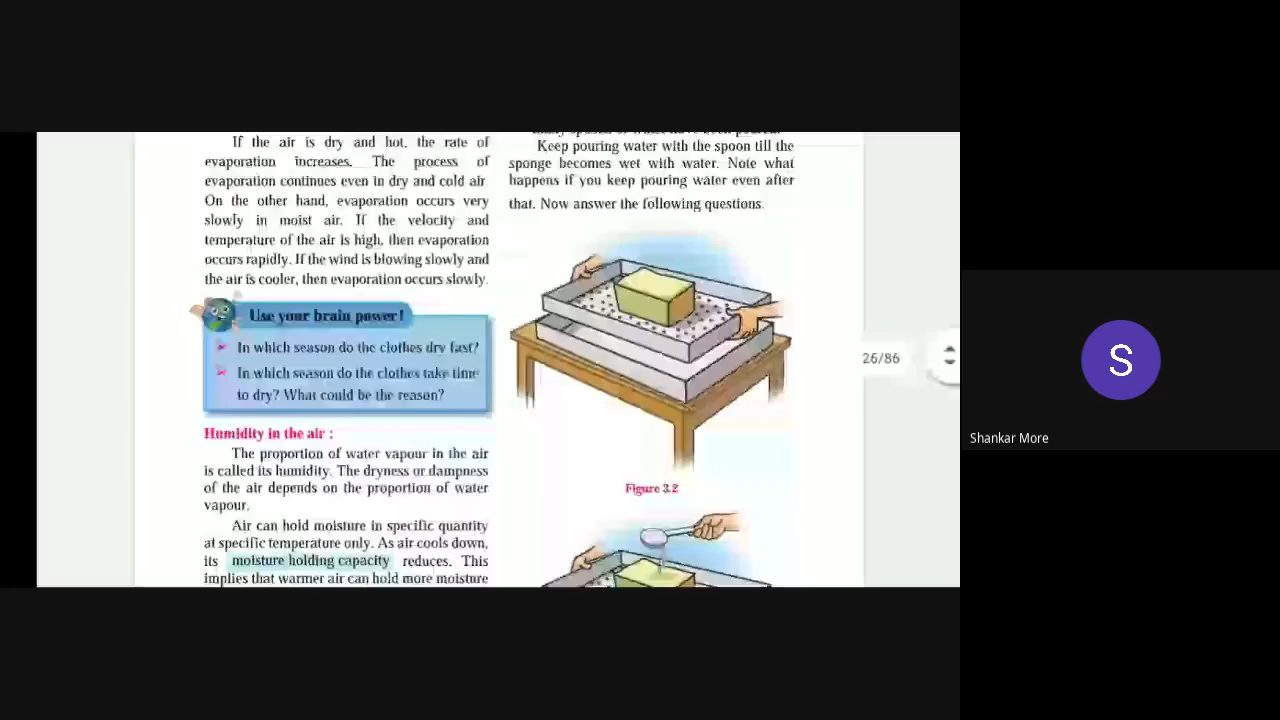 If the air is dry and hot, the rate of
evaporation increases. The process of
evaporation continues even in dry and cold air.
On the other hand, evaporation occurs very
slowly in moist air. If the velocity and
temperature of the air is high, then evaporation
occurs rapidly. If the wind is blowing slowly and
the air is cooler, then evaporation occurs slowly.
Use your brain power!
In which season do the clothes dry fast?
In which season do the clothes take time
to dry? What could be the reason?
Humidity in the air :
The proportion of water vapour in the air
is called its humidity. The dryness or dampness
of the air depends on the proportion of water
vapour.
Air can hold moisture in specific quantity
at specific temperature only. As air cools down,
its moisture holding capacity reduces. This
implies that warmer air can hold more moisture
Keep pouring water with the spoon till the
sponge becomes wet with water. Note what
happens if you keep pouring water even after
that. Now answer the following questions.
Figure 3.2
26/86
S
Shankar More